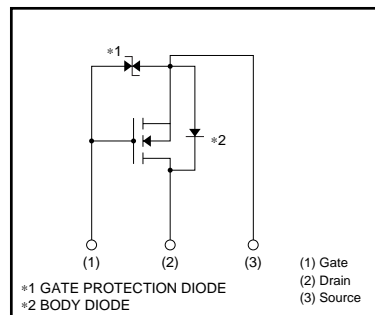 *1
*2
(1) (2) (3)
(1) Gate
(2) Drain
(3) Source
*1 GATE PROTECTION DIODE
*2 BODY DIODE